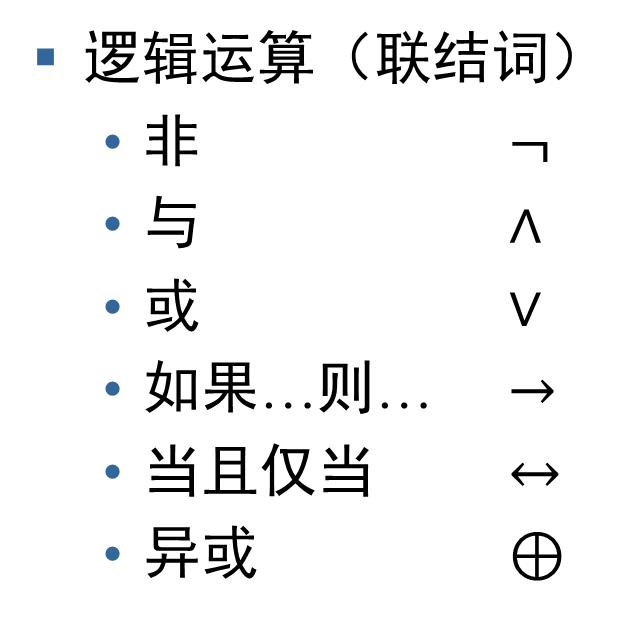 逻辑运算（联结词）
非 ¬
与 ∧
或 ∨
如果…则… →
当且仅当 ↔
异或 ⊕